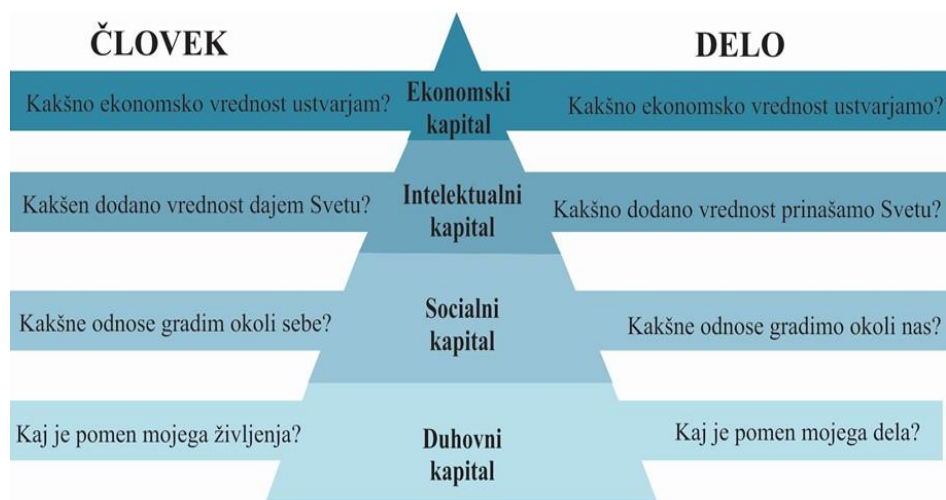 ČLOVEK
DELO
Kakšno ekonomsko vrednost ustvarjam?
Ekonomski
kapital
Kakšno ekonomsko vrednost ustvarjamo?
Kakšen dodano vrednost dajem Svetu?
Intelektualni
kapital
Kakšno dodano vrednost prinašamo Svetu?
Kakšne odnose gradim okoli sebe?
Socialni
kapital
Kakšne odnose gradimo okoli nas?
Kaj je pomen mojega življenja?
Duhovni
kapital
Kaj je pomen mojega dela?